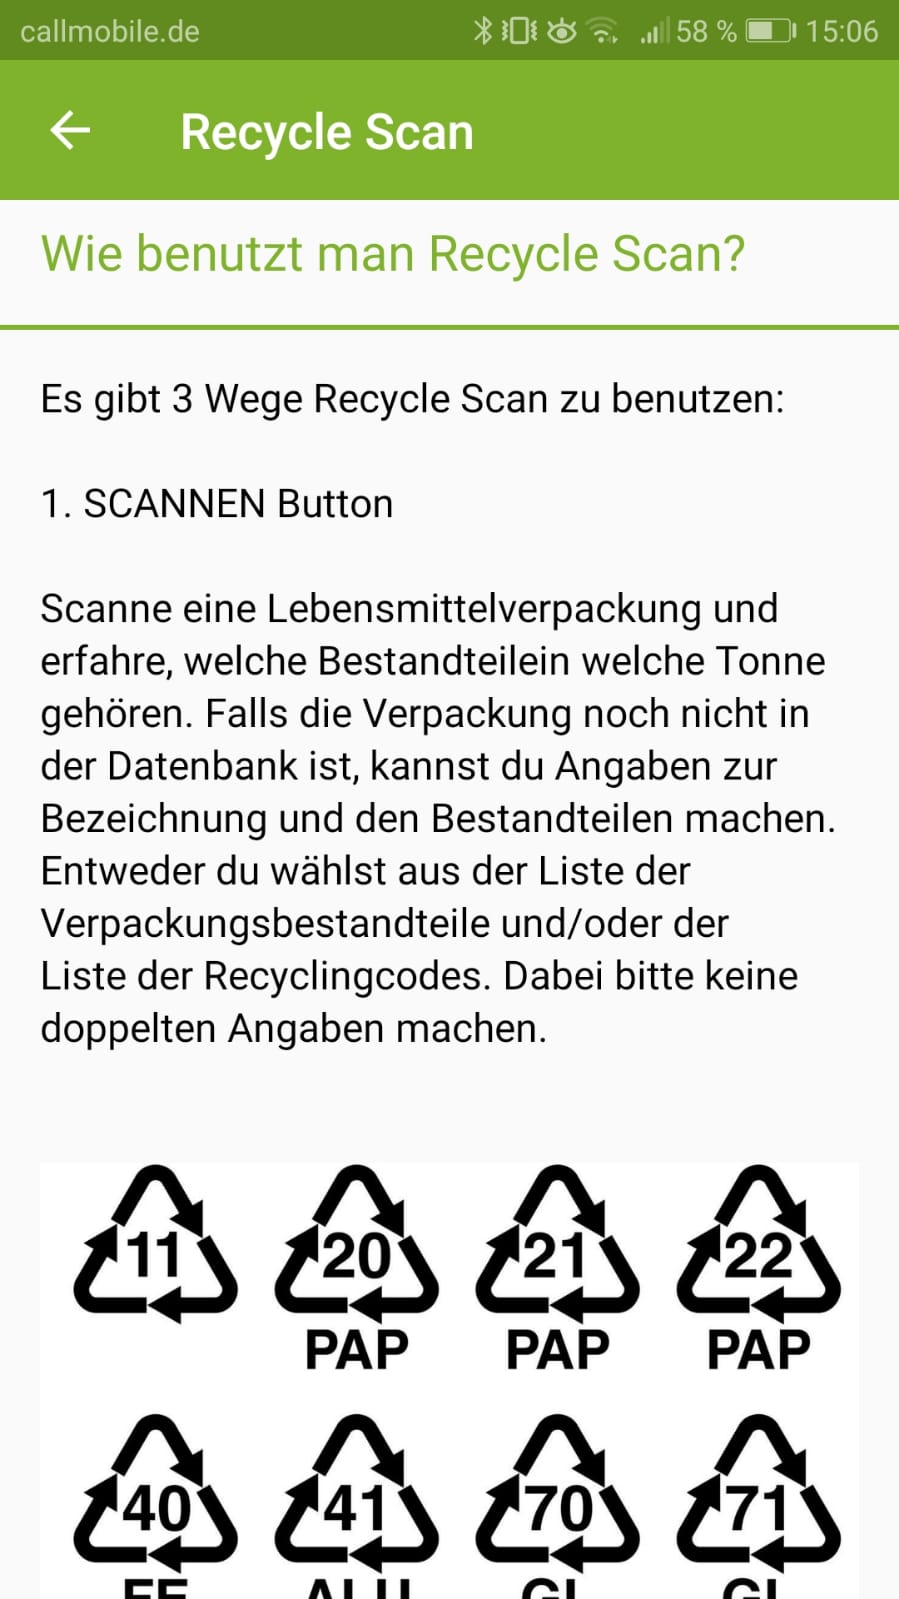 callmobile.de 58 % 15:06
Recycle Scan
Wie benutzt man Recycle Scan?
Es gibt 3 Wege Recycle Scan zu benutzen:
1. SCANNEN Button
Scanne eine Lebensmittelverpackung und
erfahre, welche Bestandteilein welche Tonne
gehören. Falls die Verpackung noch nicht in
der Datenbank ist, kannst du Angaben zur
Bezeichnung und den Bestandteilen machen.
Entweder du wählst aus der Liste der
Verpackungsbestandteile und/oder der
Liste der Recyclingcodes. Dabei bitte keine
doppelten Angaben machen.
11 20 21 22
PAP PAP PAP
40 41 70 71
FE ALU GL GL